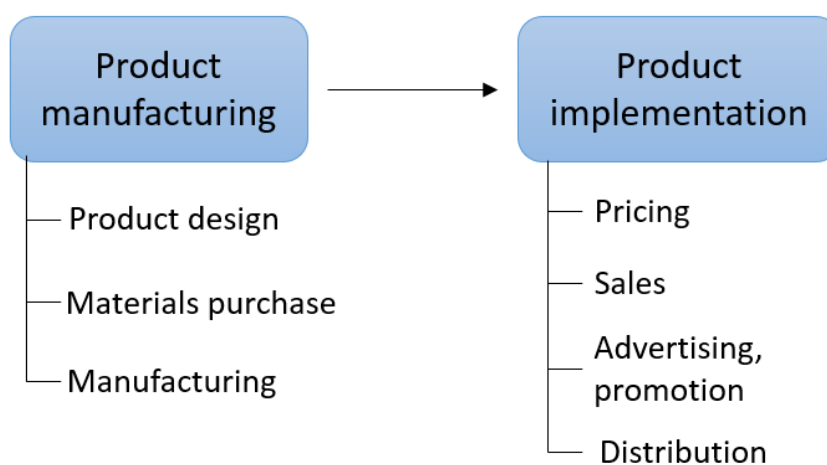 Product
manufacturing
Product design
Materials purchase
Manufacturing
Product
implementation
Pricing
Sales
Advertising,
promotion
Distribution